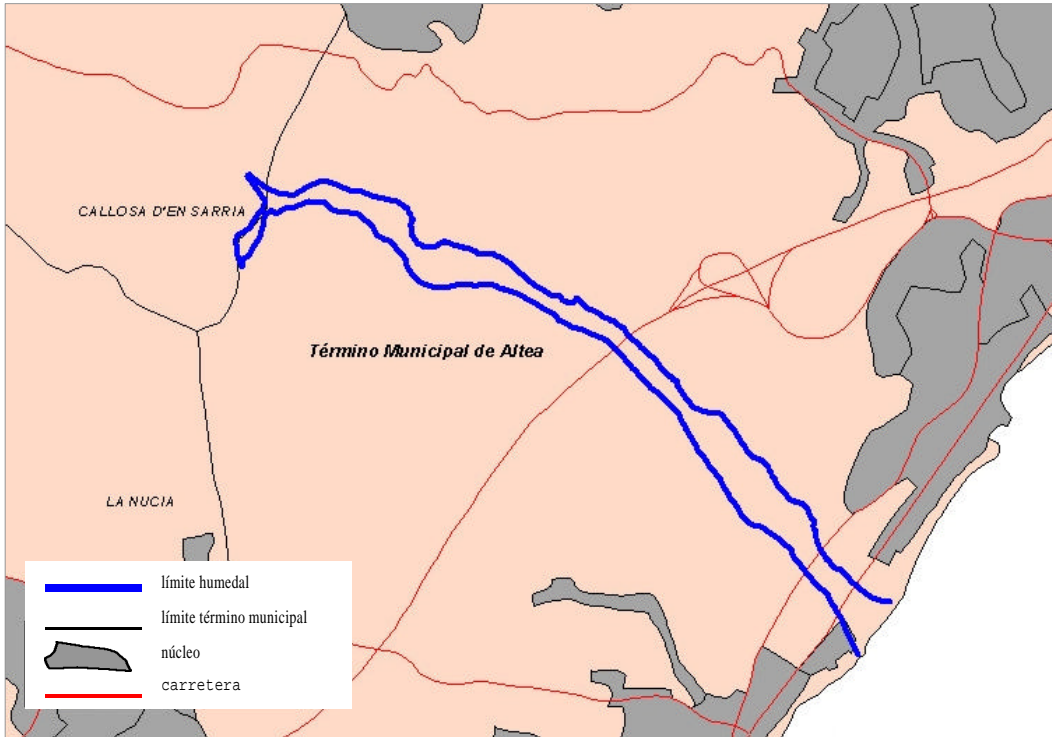 CALLOSA D'EN SARRIA
Término Municipal de Altea
LA NUCIA
límite humedal
límite término municipal
núcleo
carretera